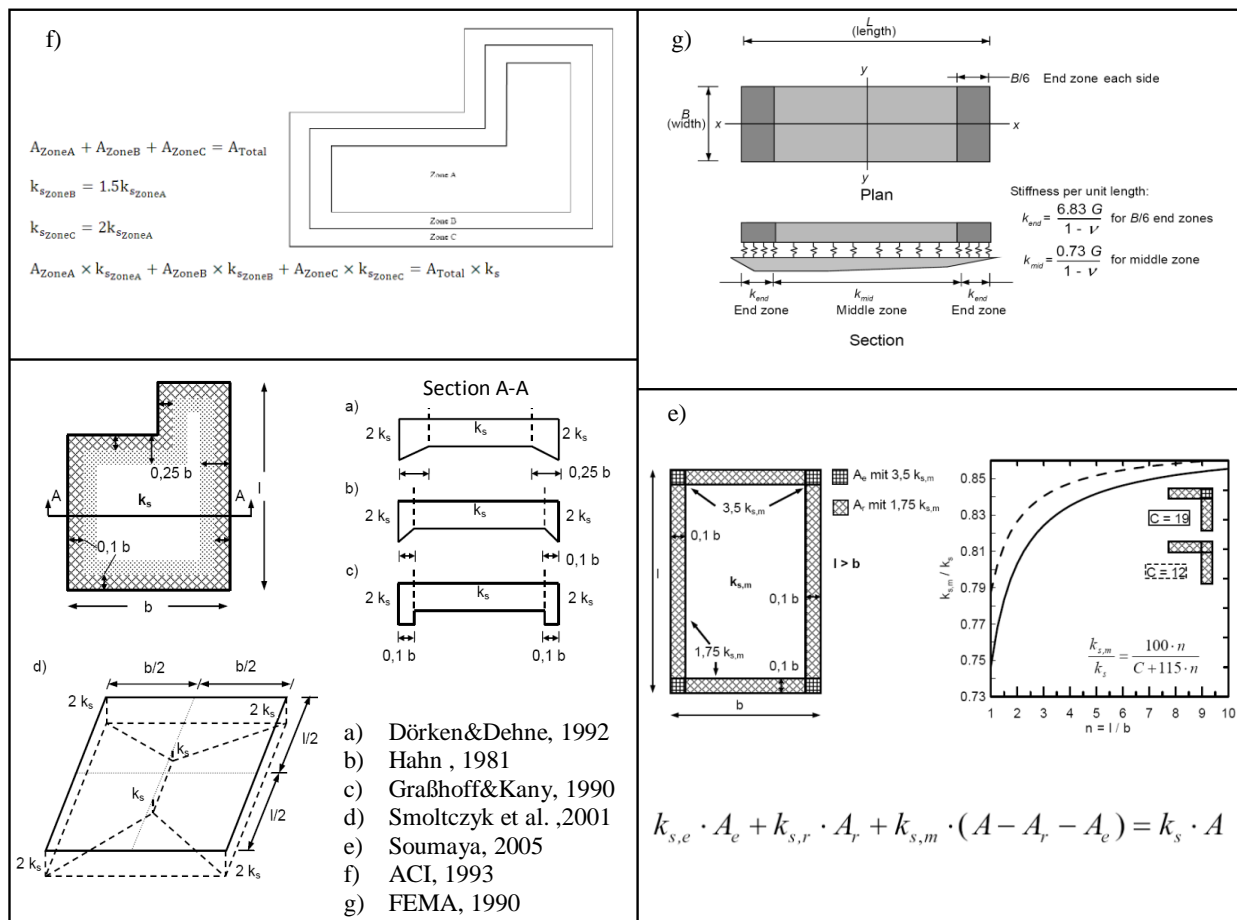 f)
A_ZoneA + A_ZoneB + A_ZoneC = A_Total
k_s_ZoneB = 1.5k_s_ZoneA
k_s_ZoneC = 2k_s_ZoneA
A_ZoneA × k_s_ZoneA + A_ZoneB × k_s_ZoneB + A_ZoneC × k_s_ZoneC = A_Total × k_s
Zone A
Zone B
Zone C
g)
L
(length)
B/6 End zone each side
y
B
(width)
x
x
y
Plan
Stiffness per unit length:
k_end = 6.83 G / 1 - ν for B/6 end zones
k_mid = 0.73 G / 1 - ν for middle zone
k_end
k_mid
k_end
End zone
Middle zone
End zone
Section
0,25 b
A
A
k_s
0,1 b
l
b
Section A-A
a)
2 k_s
k_s
2 k_s
0,25 b
b)
2 k_s
k_s
2 k_s
0,1 b
c)
2 k_s
k_s
2 k_s
0,1 b
0,1 b
d)
b/2
b/2
2 k_s
2 k_s
k_s
l/2
k_s
l/2
2 k_s
2 k_s
a) Dörken&Dehne, 1992
b) Hahn , 1981
c) Graßhoff&Kany, 1990
d) Smoltczyk et al. ,2001
e) Soumaya, 2005
f) ACI, 1993
g) FEMA, 1990
e)
A_e mit 3,5 k_s,m
A_r mit 1,75 k_s,m
3,5 k_s,m
0,1 b
l
k_s,m
l > b
0,1 b
1,75 k_s,m
0,1 b
b
k_s,m / k_s
0.85
0.83
0.81
0.79
0.77
0.75
0.73
C = 19
C = 12
k_s,m / k_s = 100·n / C+115·n
1 2 3 4 5 6 7 8 9 10
n = l / b
k_s,e · A_e + k_s,r · A_r + k_s,m · (A − A_r − A_e) = k_s · A